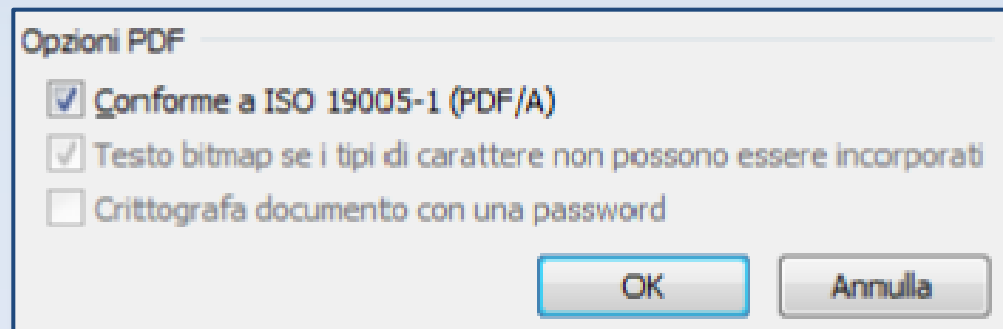 Opzioni PDF
Conforme a ISO 19005-1 (PDF/A)
Testo bitmap se i tipi di carattere non possono essere incorporati
Crittografa documento con una password
OK
Annulla